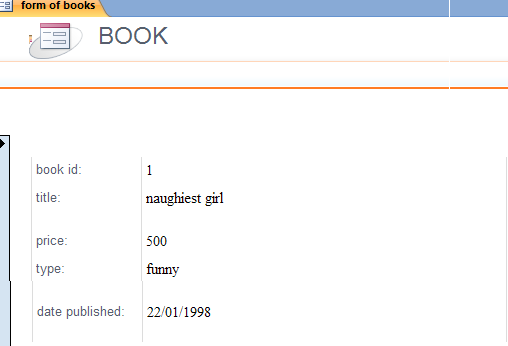 form of books
BOOK
book id: 1
title: naughiest girl
price: 500
type: funny
date published: 22/01/1998